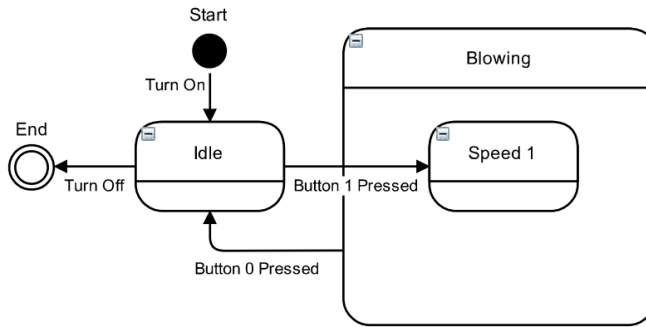 Start
Blowing
Turn On
End
Idle
Speed 1
Turn Off
Button 1 Pressed
Button 0 Pressed